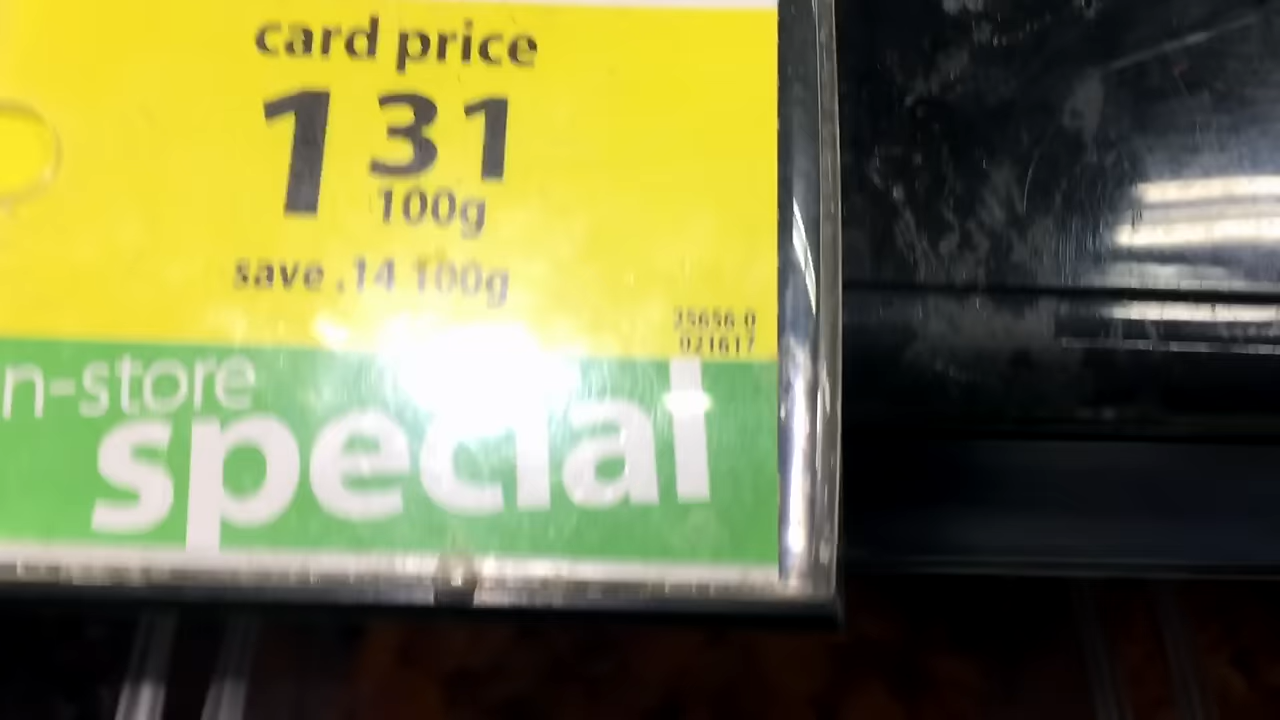 card price
1 31
100g
save .14 100g
25656 0
021617
n-store
special